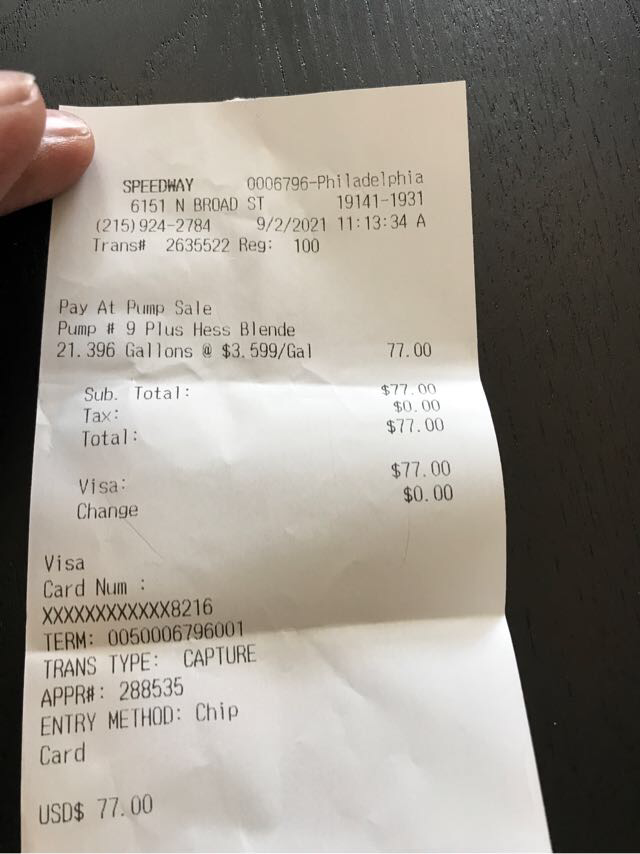 SPEEDWAY 0006796-Philadelphia
6151 N BROAD ST 19141-1931
(215)924-2784 9/2/2021 11:13:34 A
Trans# 2635522 Reg: 100
Pay At Pump Sale
Pump # 9 Plus Hess Blende
21.396 Gallons @ $3.599/Gal 77.00
Sub. Total: $77.00
Tax: $0.00
Total: $77.00
Visa: $77.00
Change $0.00
Visa
Card Num :
XXXXXXXXXXXX8216
TERM: 0050006796001
TRANS TYPE: CAPTURE
APPR#: 288535
ENTRY METHOD: Chip
Card
USD$ 77.00